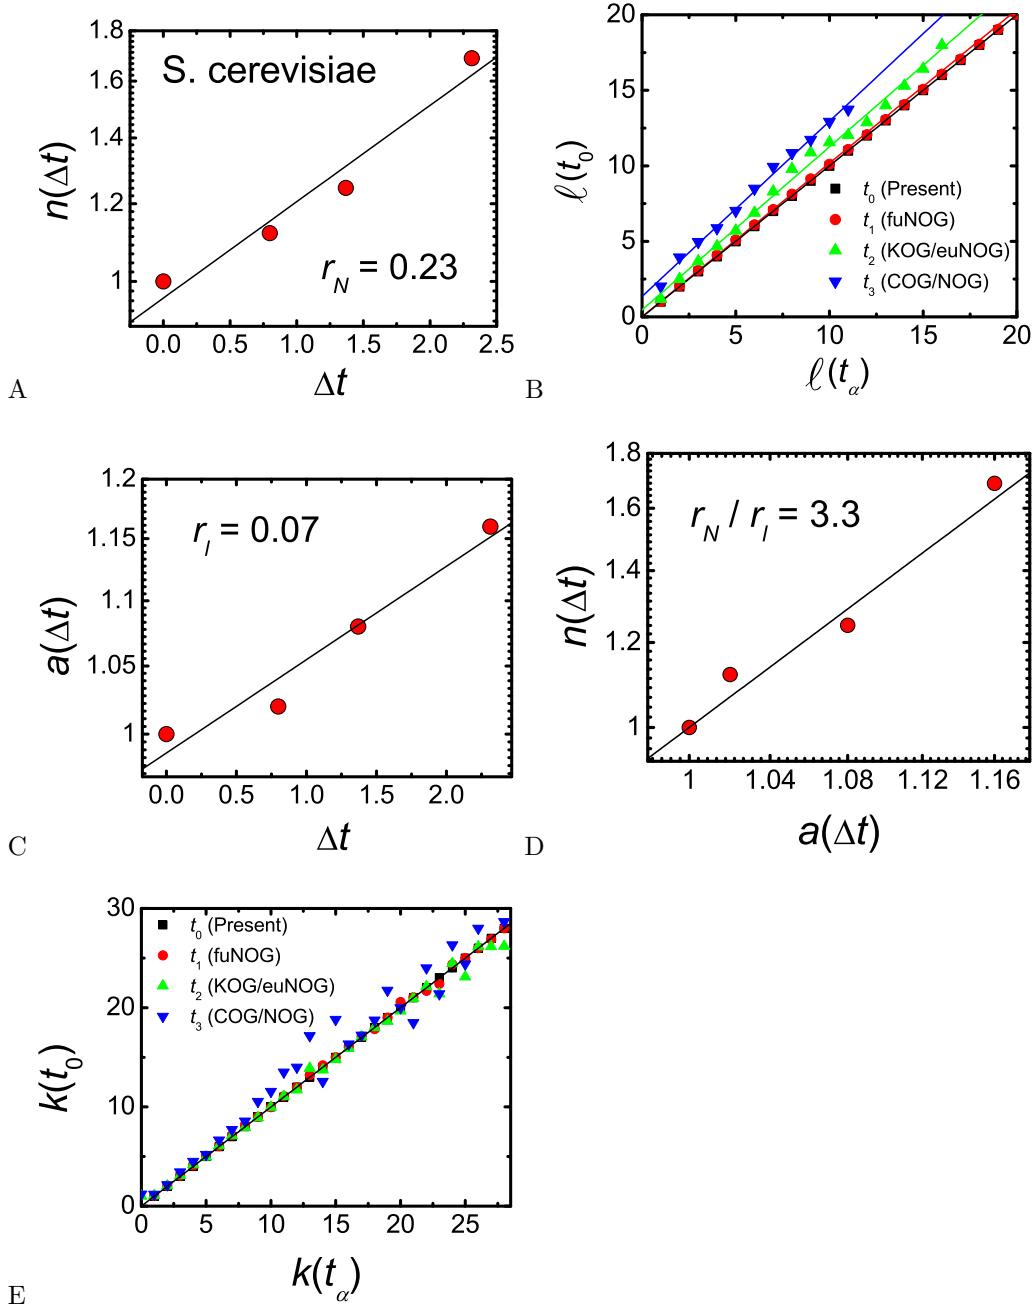 S. cerevisiae
r_N = 0.23
n(Δt)
1.8
1.6
1.4
1.2
1
0.0 0.5 1.0 1.5 2.0 2.5
Δt
A
ℓ(t_0)
20
15
10
5
0
t_0 (Present)
t_1 (fuNOG)
t_2 (KOG/euNOG)
t_3 (COG/NOG)
0 5 10 15 20
ℓ(t_α)
B
r_I = 0.07
a(Δt)
1.2
1.15
1.1
1.05
1
0.0 0.5 1.0 1.5 2.0
Δt
C
r_N / r_I = 3.3
n(Δt)
1.8
1.6
1.4
1.2
1
1 1.04 1.08 1.12 1.16
a(Δt)
D
k(t_0)
30
20
10
0
t_0 (Present)
t_1 (fuNOG)
t_2 (KOG/euNOG)
t_3 (COG/NOG)
0 5 10 15 20 25
k(t_α)
E